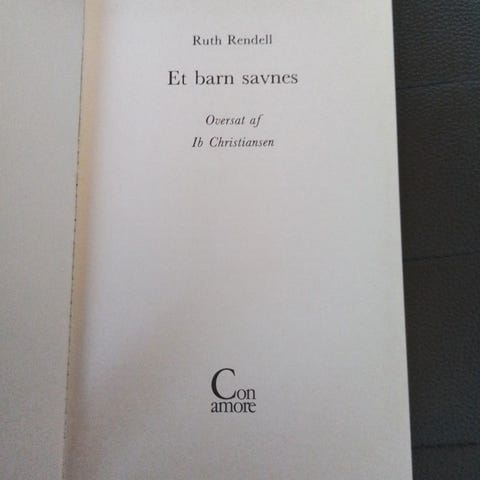 Ruth Rendell
Et barn savnes
Oversat af
Ib Christiansen
Con
amore